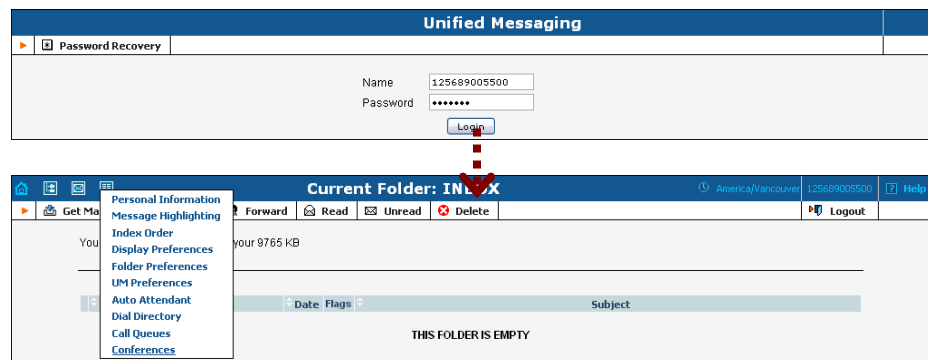 Unified Messaging
Password Recovery
Name 125689005500
Password
Login
Current Folder: INBOX America/Vancouver 125689005500 Help
Get Ma Forward Read Unread Delete Logout
Personal Information
Message Highlighting
Index Order
Display Preferences
Folder Preferences
UM Preferences
Auto Attendant
Dial Directory
Call Queues
Conferences
You your 9765 KB
Date Flags Subject
THIS FOLDER IS EMPTY